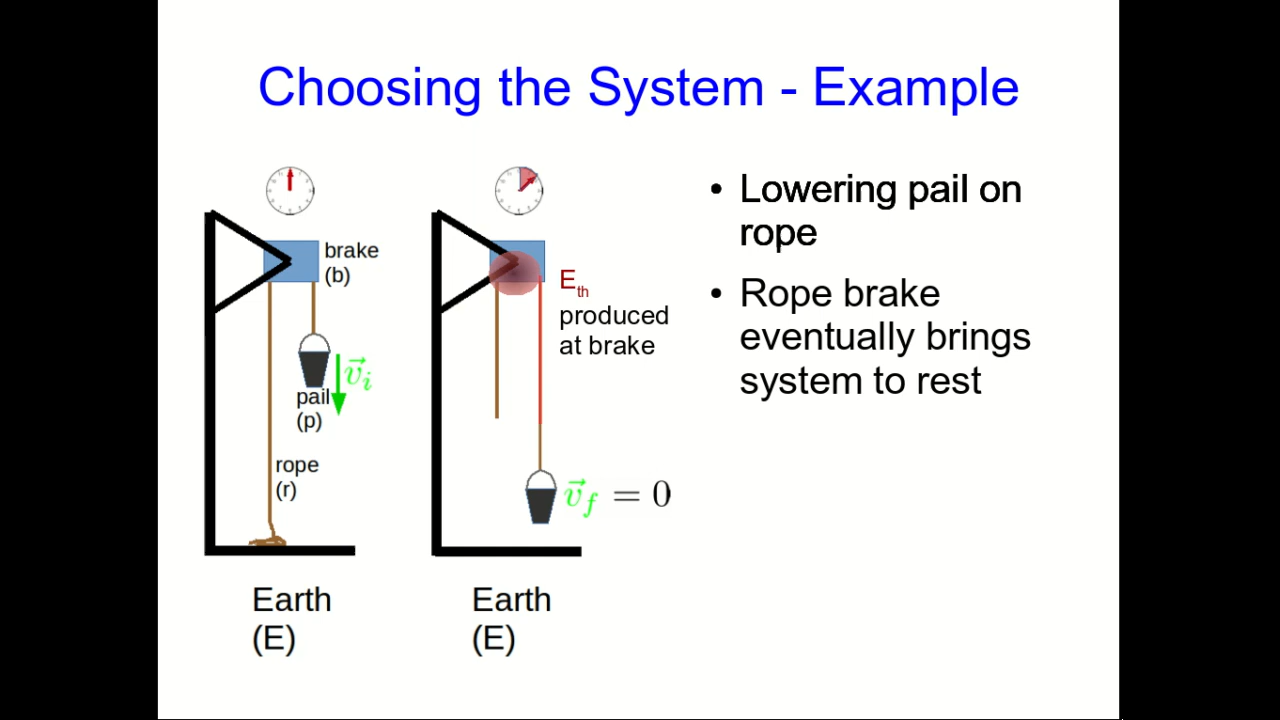 Choosing the System - Example
brake
(b)
pail
(p)
v⃗i
rope
(r)
Earth
(E)
Eth
produced
at brake
v⃗f = 0
Earth
(E)
• Lowering pail on
rope
• Rope brake
eventually brings
system to rest